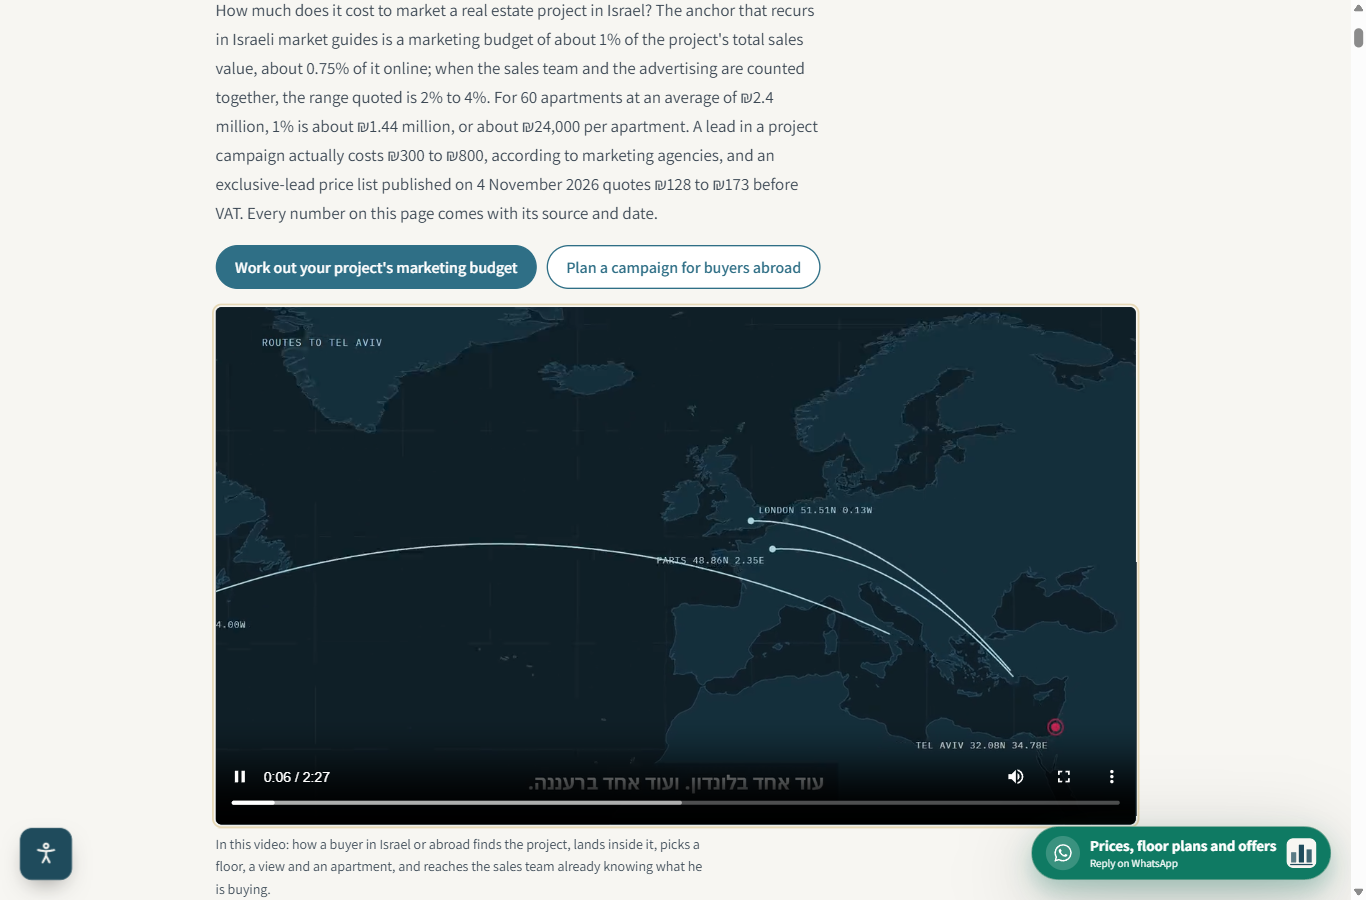 How much does it cost to market a real estate project in Israel? The anchor that recurs
in Israeli market guides is a marketing budget of about 1% of the project's total sales
value, about 0.75% of it online; when the sales team and the advertising are counted
together, the range quoted is 2% to 4%. For 60 apartments at an average of ₪2.4
million, 1% is about ₪1.44 million, or about ₪24,000 per apartment. A lead in a project
campaign actually costs ₪300 to ₪800, according to marketing agencies, and an
exclusive-lead price list published on 4 November 2026 quotes ₪128 to ₪173 before
VAT. Every number on this page comes with its source and date.
Work out your project's marketing budget
Plan a campaign for buyers abroad
ROUTES TO TEL AVIV
LONDON 51.51N 0.13W
PARIS 48.86N 2.35E
4.00W
TEL AVIV 32.08N 34.78E
עוד אחד בלונדון. ועוד אחד ברעננה.
0:06 / 2:27
In this video: how a buyer in Israel or abroad finds the project, lands inside it, picks a
floor, a view and an apartment, and reaches the sales team already knowing what he
is buying.
Prices, floor plans and offers
Reply on WhatsApp